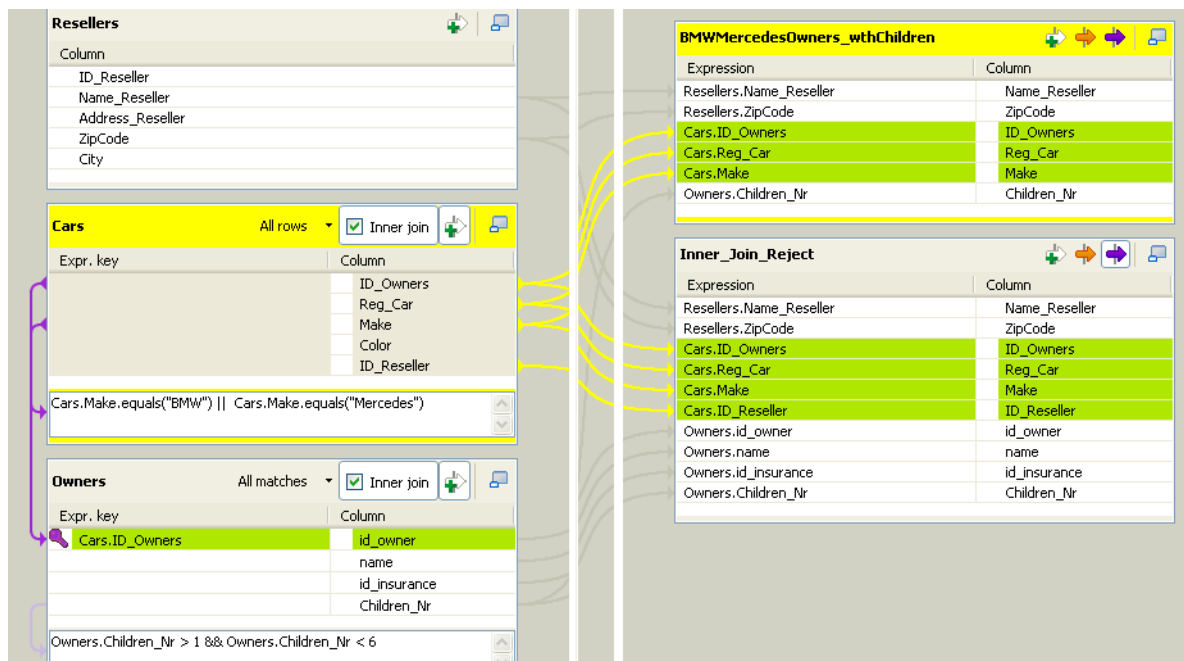 Resellers
Column
ID_Reseller
Name_Reseller
Address_Reseller
ZipCode
City
Cars All rows Inner join
Expr. key Column
ID_Owners
Reg_Car
Make
Color
ID_Reseller
Cars.Make.equals("BMW") || Cars.Make.equals("Mercedes")
Owners All matches Inner join
Expr. key Column
Cars.ID_Owners id_owner
name
id_insurance
Children_Nr
Owners.Children_Nr > 1 && Owners.Children_Nr < 6
BMWMercedesOwners_wthChildren
Expression Column
Resellers.Name_Reseller Name_Reseller
Resellers.ZipCode ZipCode
Cars.ID_Owners ID_Owners
Cars.Reg_Car Reg_Car
Cars.Make Make
Owners.Children_Nr Children_Nr
Inner_Join_Reject
Expression Column
Resellers.Name_Reseller Name_Reseller
Resellers.ZipCode ZipCode
Cars.ID_Owners ID_Owners
Cars.Reg_Car Reg_Car
Cars.Make Make
Cars.ID_Reseller ID_Reseller
Owners.id_owner id_owner
Owners.name name
Owners.id_insurance id_insurance
Owners.Children_Nr Children_Nr